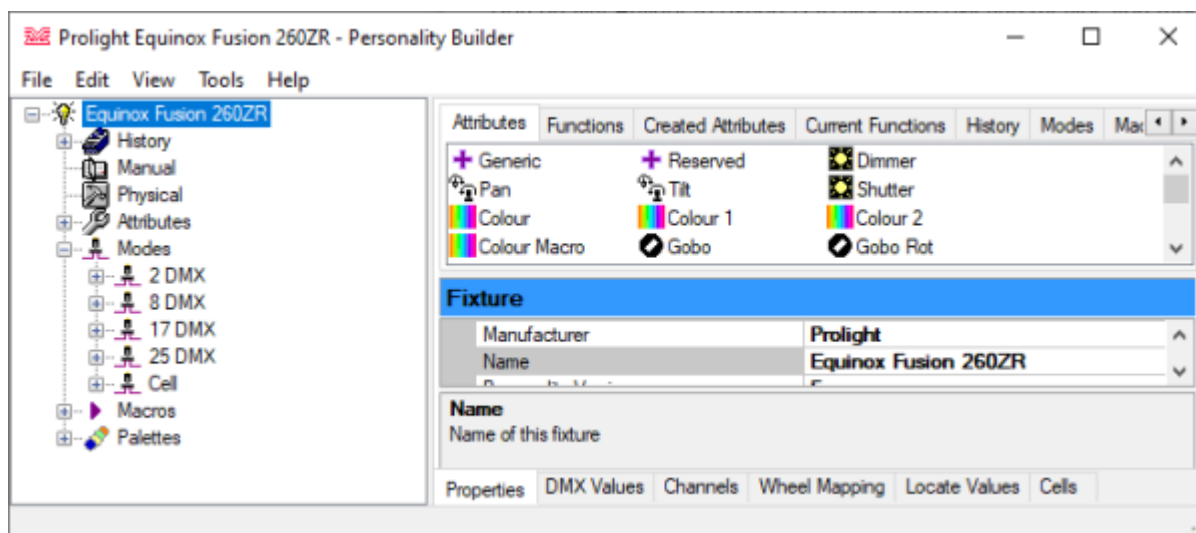 Prolight Equinox Fusion 260ZR - Personality Builder
File Edit View Tools Help
Equinox Fusion 260ZR
History
Manual
Physical
Attributes
Modes
2 DMX
8 DMX
17 DMX
25 DMX
Cell
Macros
Palettes
Attributes Functions Created Attributes Current Functions History Modes
Generic Reserved Dimmer
Pan Tilt Shutter
Colour Colour 1 Colour 2
Colour Macro Gobo Gobo Rot
Fixture
Manufacturer Prolight
Name Equinox Fusion 260ZR
Name
Name of this fixture
Properties DMX Values Channels Wheel Mapping Locate Values Cells